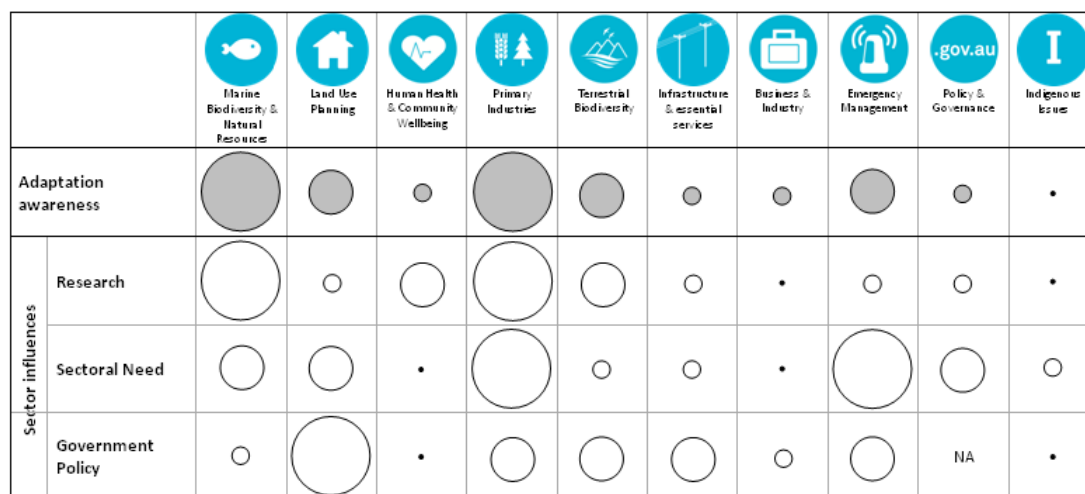 .gov.au
I
Marine
Biodiversity &
Natural
Resources
Land Use
Planning
Human Health
& Community
Wellbeing
Primary
Industries
Terrestrial
Biodiversity
Infrastructure
& essential
services
Business &
Industry
Emergency
Management
Policy &
Governance
Indigenous
Issues
Adaptation
awareness
Sector influences
Research
Sectoral Need
Government
Policy
NA